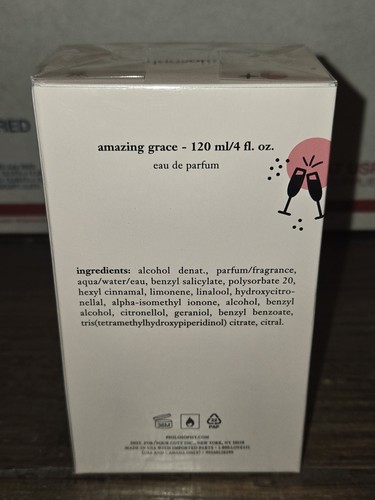 amazing grace - 120 ml/4 fl. oz.
eau de parfum
ingredients: alcohol denat., parfum/fragrance,
aqua/water/eau, benzyl salicylate, polysorbate 20,
hexyl cinnamal, limonene, linalool, hydroxycitro-
nellal, alpha-isomethyl ionone, alcohol, benzyl
alcohol, citronellol, geraniol, benzyl benzoate,
tris(tetramethylhydroxypiperidinol) citrate, citral.
36M
PAP